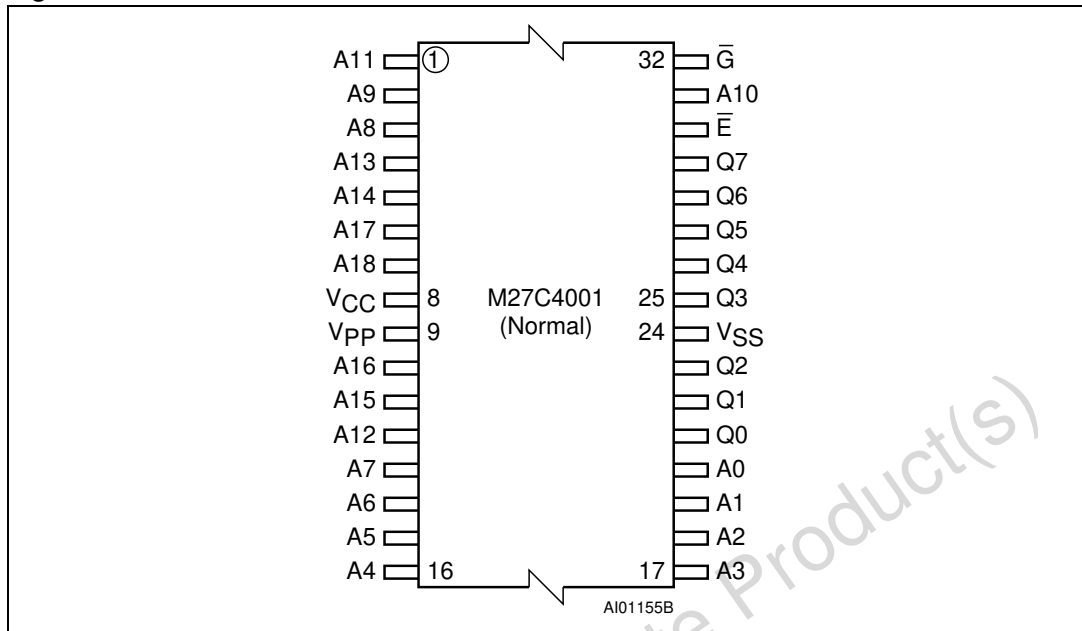 A11 1 32 G̅
A9 A10
A8 E̅
A13 Q7
A14 Q6
A17 Q5
A18 Q4
VCC 8 M27C4001 25 Q3
VPP 9 (Normal) 24 VSS
A16 Q2
A15 Q1
A12 Q0
A7 A0
A6 A1
A5 A2
A4 16 17 A3
AI01155B
Product(s)